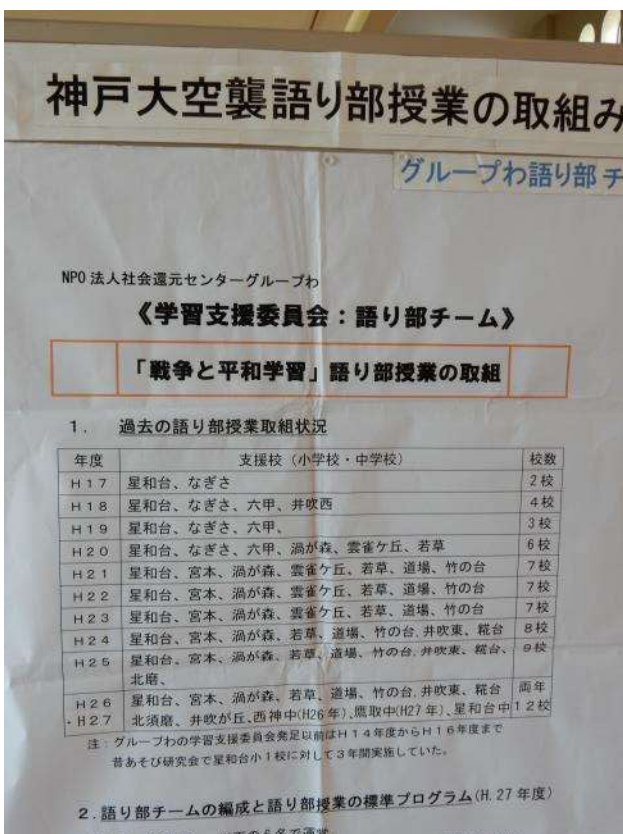 神戸大空襲語り部授業の取組み
グループわ語り部 チ
NPO 法人社会還元センターグループわ
《学習支援委員会：語り部チーム》
「戦争と平和学習」語り部授業の取組
1． 過去の語り部授業取組状況
年度 支援校（小学校・中学校） 校数
H17 星和台、なぎさ 2校
H18 星和台、なぎさ、六甲、井吹西 4校
H19 星和台、なぎさ、六甲、 3校
H20 星和台、なぎさ、六甲、渦が森、雲雀ケ丘、若草 6校
H21 星和台、宮本、渦が森、雲雀ケ丘、若草、道場、竹の台 7校
H22 星和台、宮本、渦が森、雲雀ケ丘、若草、道場、竹の台 7校
H23 星和台、宮本、渦が森、雲雀ケ丘、若草、道場、竹の台 7校
H24 星和台、宮本、渦が森、若草、道場、竹の台、井吹東、糀台 8校
H25 星和台、宮本、渦が森、若草、道場、竹の台、井吹東、糀台、 9校
北磨、
H26 星和台、宮本、渦が森、若草、道場、竹の台、井吹東、糀台 両年
・H27 北須磨、井吹が丘、西神中(H26年)、鷹取中(H27年)、星和台中 12校
注：グループわの学習支援委員会発足以前はH14年度からH16年度まで
昔あそび研究会で星和台小1校に対して3年間実施していた。
2．語り部チームの編成と語り部授業の標準プログラム(H.27年度)